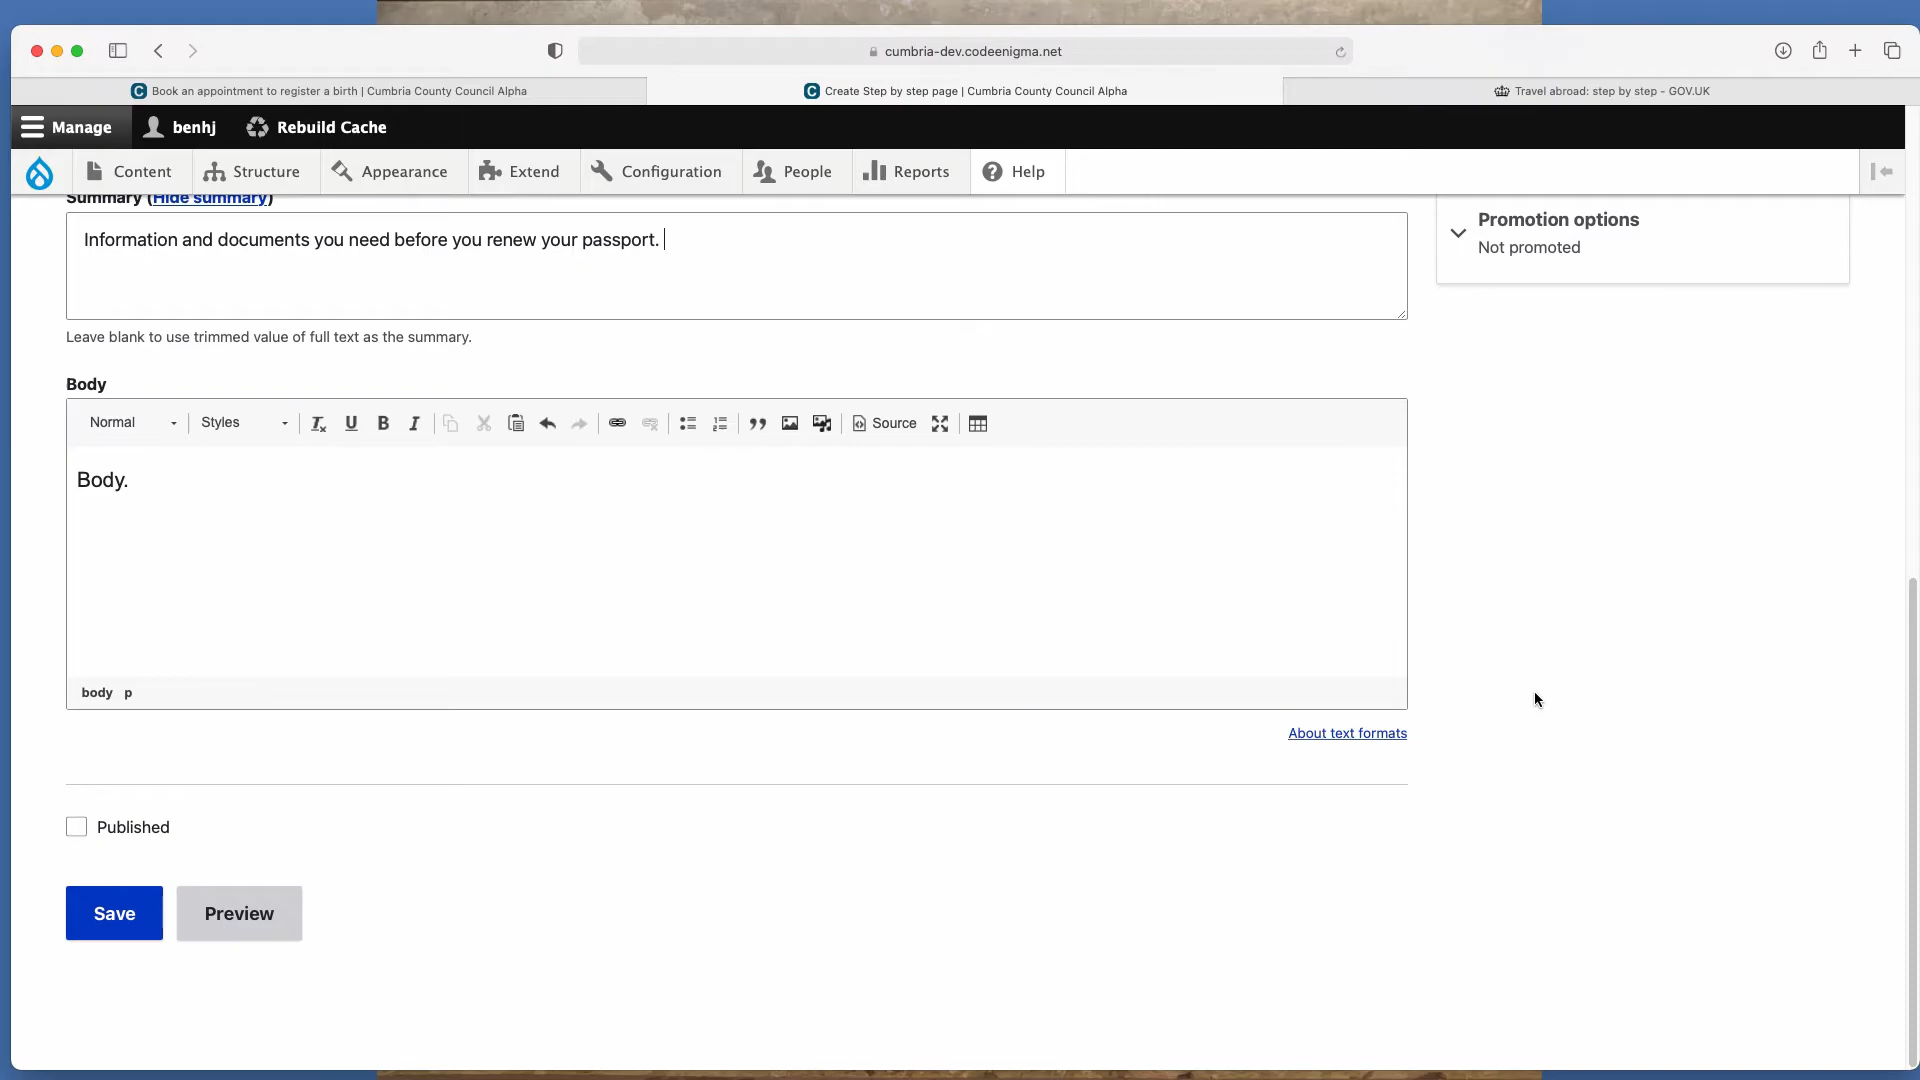 cumbria-dev.codeenigma.net
Book an appointment to register a birth | Cumbria County Council Alpha
Create Step by step page | Cumbria County Council Alpha
Travel abroad: step by step - GOV.UK
Manage benhj Rebuild Cache
Content Structure Appearance Extend Configuration People Reports Help
Summary (Hide summary)
Information and documents you need before you renew your passport.
Promotion options
Not promoted
Leave blank to use trimmed value of full text as the summary.
Body
Normal Styles Source
Body.
body p
About text formats
Published
Save Preview